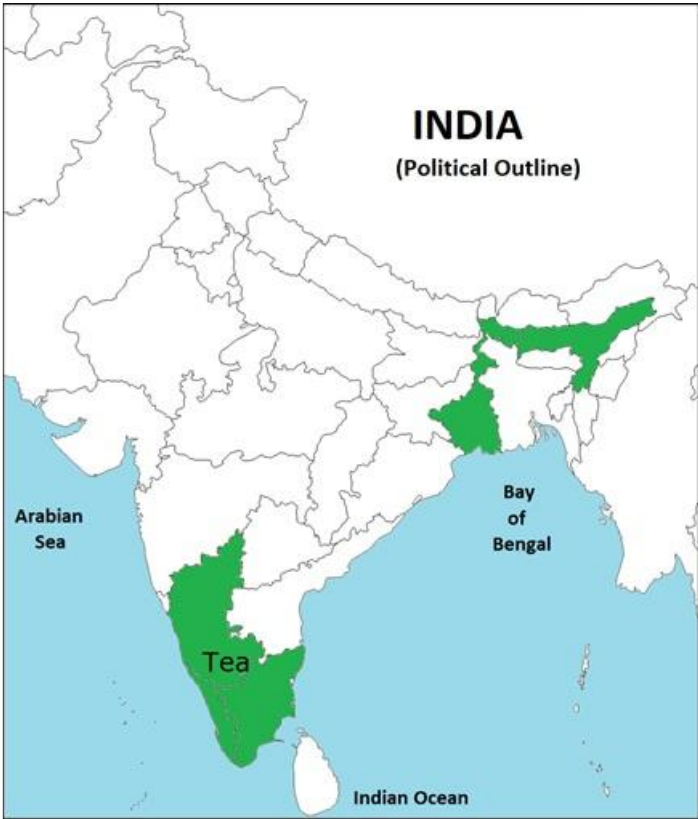 INDIA
(Political Outline)
Arabian
Sea
Bay
of
Bengal
Tea
Indian Ocean